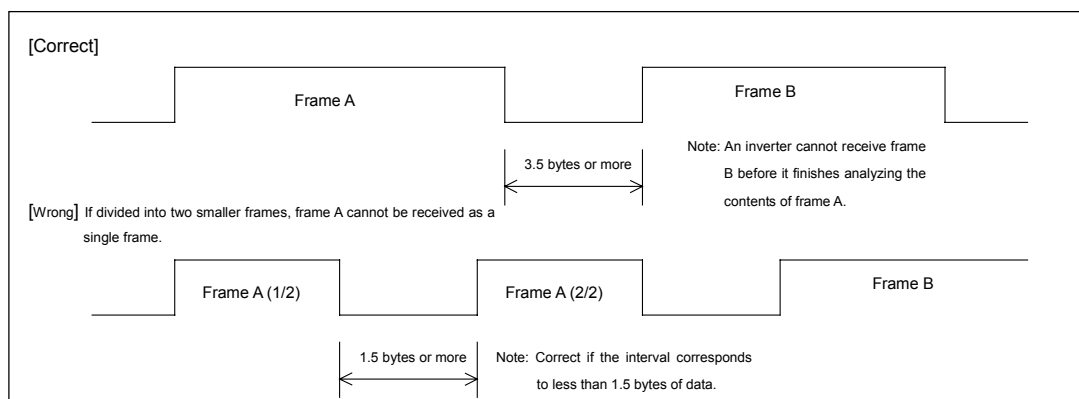 [Correct]
Frame A
Frame B
3.5 bytes or more
Note: An inverter cannot receive frame
B before it finishes analyzing the
contents of frame A.
[Wrong] If divided into two smaller frames, frame A cannot be received as a
single frame.
Frame A (1/2)
Frame A (2/2)
Frame B
1.5 bytes or more
Note: Correct if the interval corresponds
to less than 1.5 bytes of data.